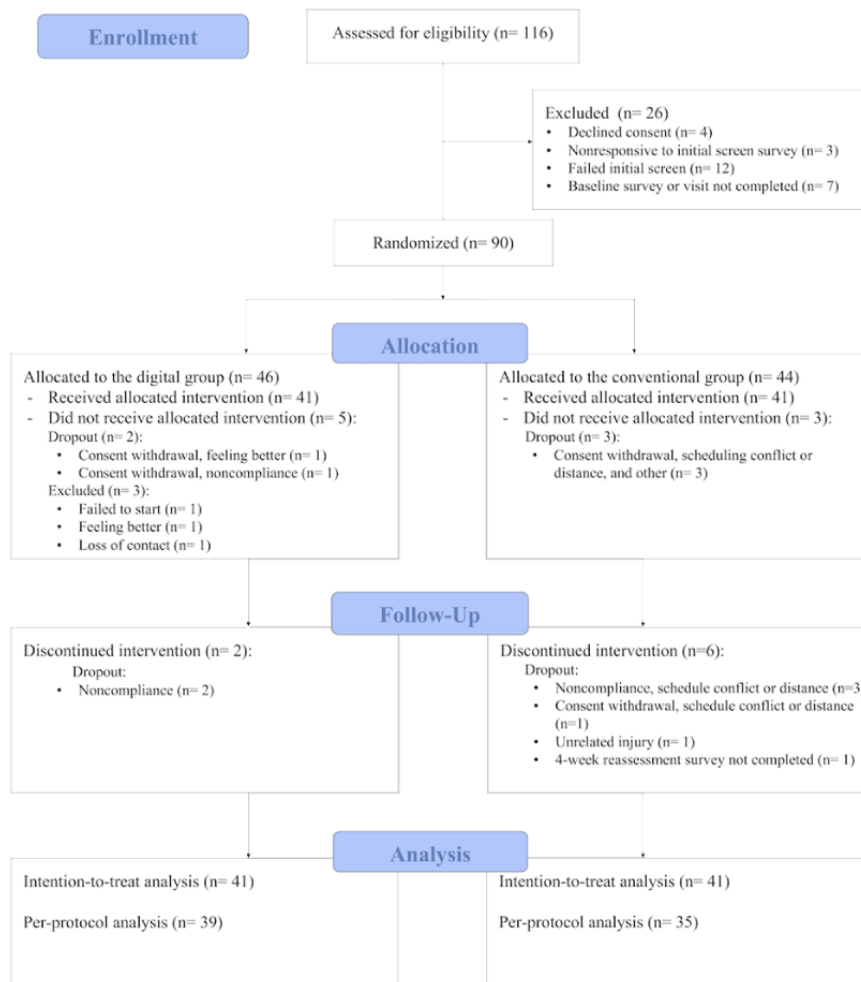 Enrollment
Assessed for eligibility (n= 116)
Excluded (n= 26)
• Declined consent (n= 4)
• Nonresponsive to initial screen survey (n= 3)
• Failed initial screen (n= 12)
• Baseline survey or visit not completed (n= 7)
Randomized (n= 90)
Allocation
Allocated to the digital group (n= 46)
- Received allocated intervention (n= 41)
- Did not receive allocated intervention (n= 5):
Dropout (n= 2):
• Consent withdrawal, feeling better (n= 1)
• Consent withdrawal, noncompliance (n= 1)
Excluded (n= 3):
• Failed to start (n= 1)
• Feeling better (n= 1)
• Loss of contact (n= 1)
Allocated to the conventional group (n= 44)
- Received allocated intervention (n= 41)
- Did not receive allocated intervention (n= 3):
Dropout (n= 3):
• Consent withdrawal, scheduling conflict or
distance, and other (n= 3)
Follow-Up
Discontinued intervention (n= 2):
Dropout:
• Noncompliance (n= 2)
Discontinued intervention (n=6):
Dropout:
• Noncompliance, schedule conflict or distance (n=3
• Consent withdrawal, schedule conflict or distance
(n=1)
• Unrelated injury (n= 1)
• 4-week reassessment survey not completed (n= 1)
Analysis
Intention-to-treat analysis (n= 41)
Per-protocol analysis (n= 39)
Intention-to-treat analysis (n= 41)
Per-protocol analysis (n= 35)